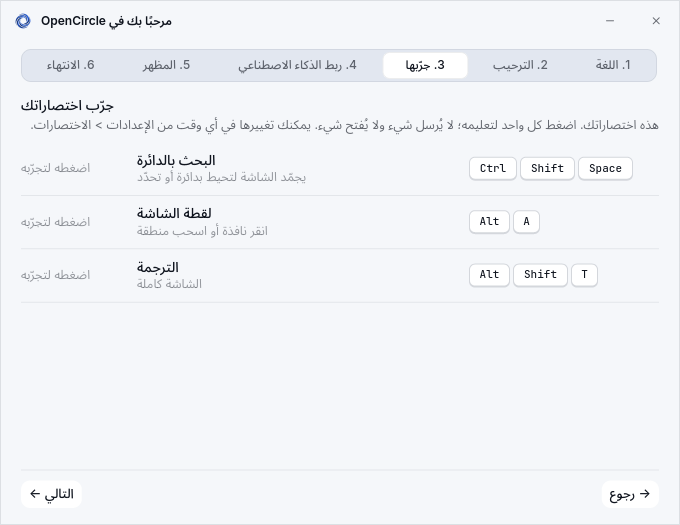 مرحبًا بك في OpenCircle
1. اللغة
2. الترحيب
3. جرّبها
4. ربط الذكاء الاصطناعي
5. المظهر
6. الانتهاء
جرّب اختصاراتك
هذه اختصاراتك. اضغط كل واحد لتعليمه؛ لا يُرسل شيء ولا يُفتح شيء. يمكنك تغييرها في أي وقت من الإعدادات > الاختصارات.
Ctrl Shift Space
البحث بالدائرة
يجمّد الشاشة لتحيط بدائرة أو تحدّد
اضغطه لتجرّبه
Alt A
لقطة الشاشة
انقر نافذة أو اسحب منطقة
اضغطه لتجرّبه
Alt Shift T
الترجمة
الشاشة كاملة
اضغطه لتجرّبه
→ رجوع
التالي ←